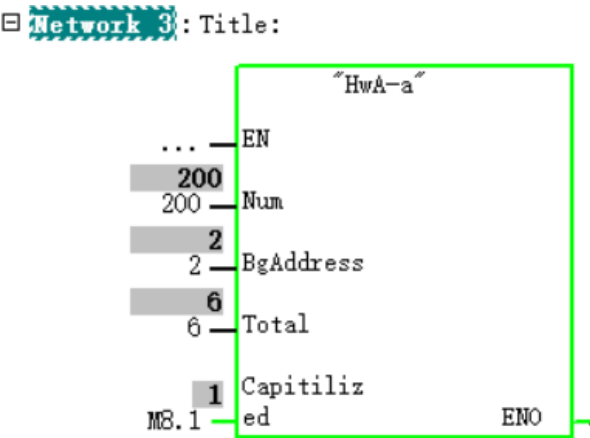 Network 3: Title:
"HwA-a"
... EN
200
200 Num
2
2 BgAddress
6
6 Total
1 Capitiliz
M8.1 ed ENO